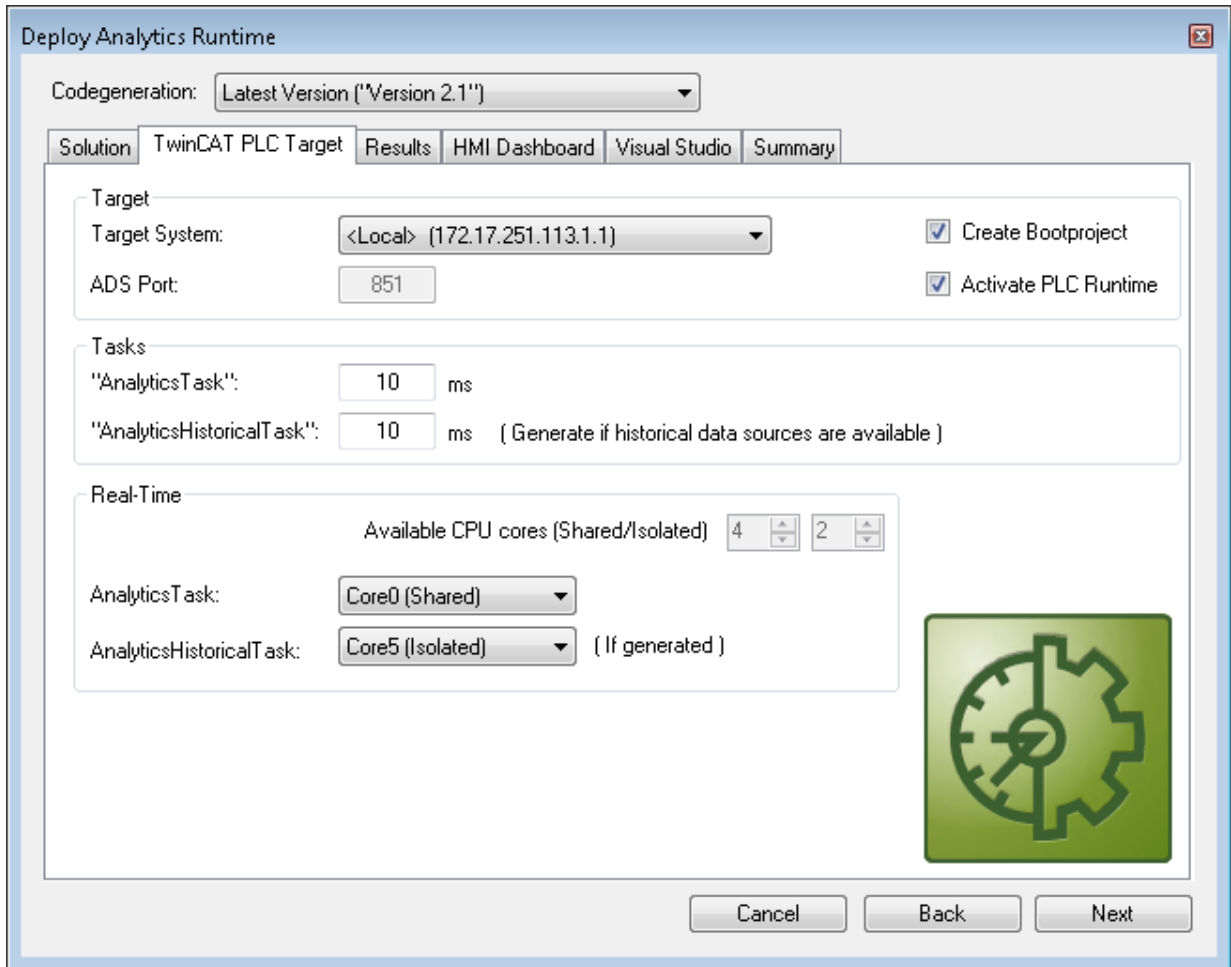 Deploy Analytics Runtime
Codegeneration: Latest Version ("Version 2.1")
Solution TwinCAT PLC Target Results HMI Dashboard Visual Studio Summary
Target
Target System: <Local> (172.17.251.113.1.1) Create Bootproject
ADS Port: 851 Activate PLC Runtime
Tasks
"AnalyticsTask": 10 ms
"AnalyticsHistoricalTask": 10 ms ( Generate if historical data sources are available )
Real-Time
Available CPU cores (Shared/Isolated) 4 2
AnalyticsTask: Core0 (Shared)
AnalyticsHistoricalTask: Core5 (Isolated) ( If generated )
Cancel Back Next